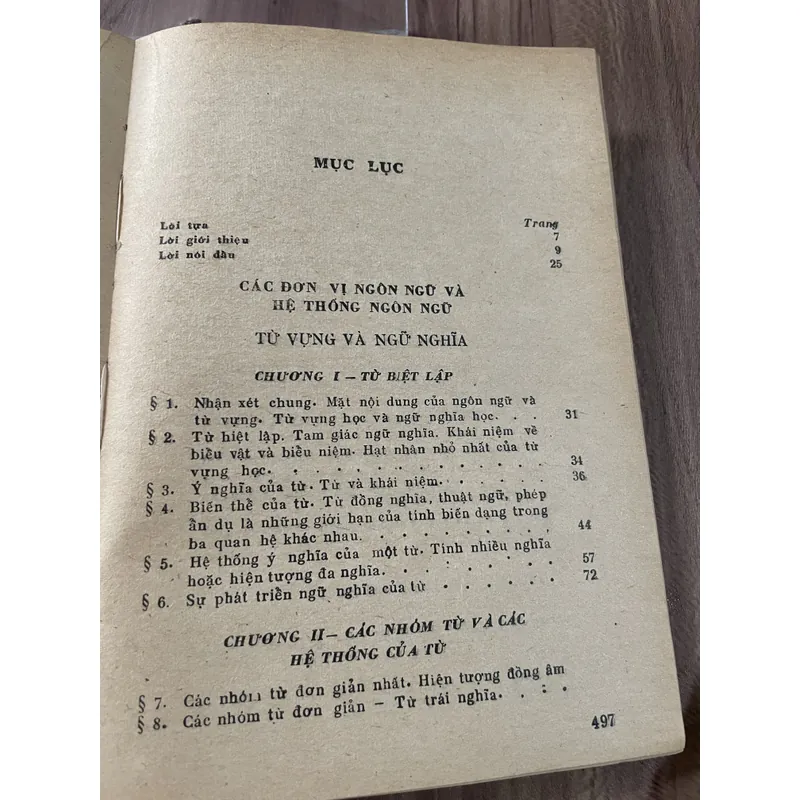 MỤC LỤC
Trang
Lời tựa 7
Lời giới thiệu 9
Lời nói đầu 25
CÁC ĐƠN VỊ NGÔN NGỮ VÀ
HỆ THỐNG NGÔN NGỮ
TỪ VỰNG VÀ NGỮ NGHĨA
CHƯƠNG I — TỪ BIỆT LẬP
§ 1. Nhận xét chung. Mặt nội dung của ngôn ngữ và
từ vựng. Từ vựng học và ngữ nghĩa học. . . 31
§ 2. Từ biệt lập. Tam giác ngữ nghĩa. Khái niệm về
biểu vật và biểu niệm. Hạt nhân nhỏ nhất của từ
vựng học. . . . . . . . . . . 34
§ 3. Ý nghĩa của từ. Từ và khái niệm. . . . . . 36
§ 4. Biến thể của từ. Từ đồng nghĩa, thuật ngữ, phép
ẩn dụ là những giới hạn của tính biến dạng trong
ba quan hệ khác nhau. . . . . . . . 44
§ 5. Hệ thống ý nghĩa của một từ. Tính nhiều nghĩa
hoặc hiện tượng đa nghĩa. . . . . . . 57
§ 6. Sự phát triển ngữ nghĩa của từ . . . . . . 72
CHƯƠNG II — CÁC NHÓM TỪ VÀ CÁC
HỆ THỐNG CỦA TỪ
§ 7. Các nhóm từ đơn giản nhất. Hiện tượng đồng âm
§ 8. Các nhóm từ đơn giản — Từ trái nghĩa. . . .
497